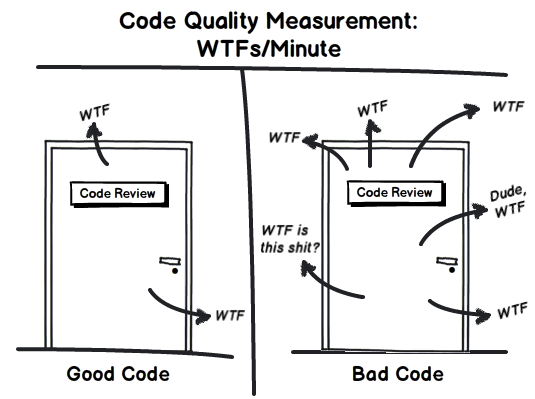 Code Quality Measurement:
WTFs/Minute
WTF
Code Review
WTF
Good Code
WTF
WTF
WTF
Code Review
Dude,
WTF
WTF is
this shit?
WTF
Bad Code